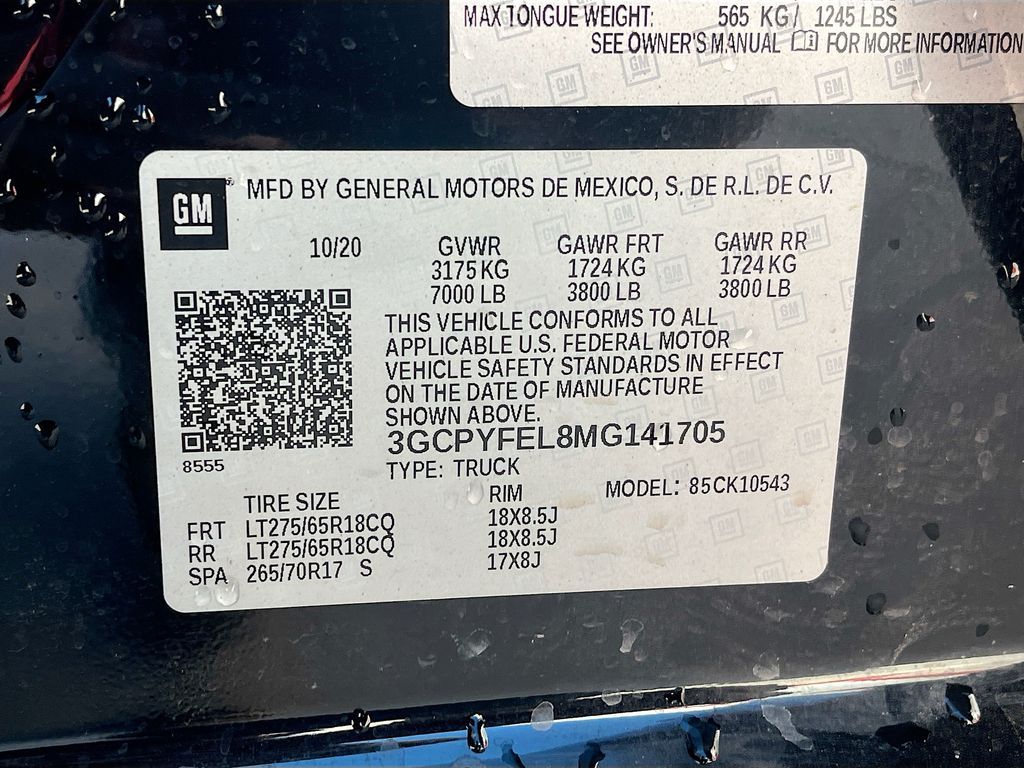 MAX TONGUE WEIGHT: 565 KG / 1245 LBS
SEE OWNER'S MANUAL FOR MORE INFORMATION
GM MFD BY GENERAL MOTORS DE MEXICO, S. DE R.L. DE C.V.
10/20 GVWR GAWR FRT GAWR RR
3175 KG 1724 KG 1724 KG
7000 LB 3800 LB 3800 LB
THIS VEHICLE CONFORMS TO ALL
APPLICABLE U.S. FEDERAL MOTOR
VEHICLE SAFETY STANDARDS IN EFFECT
ON THE DATE OF MANUFACTURE
SHOWN ABOVE.
3GCPYFEL8MG141705
8555 TYPE: TRUCK
TIRE SIZE RIM MODEL: 85CK10543
FRT LT275/65R18CQ 18X8.5J
RR LT275/65R18CQ 18X8.5J
SPA 265/70R17 S 17X8J